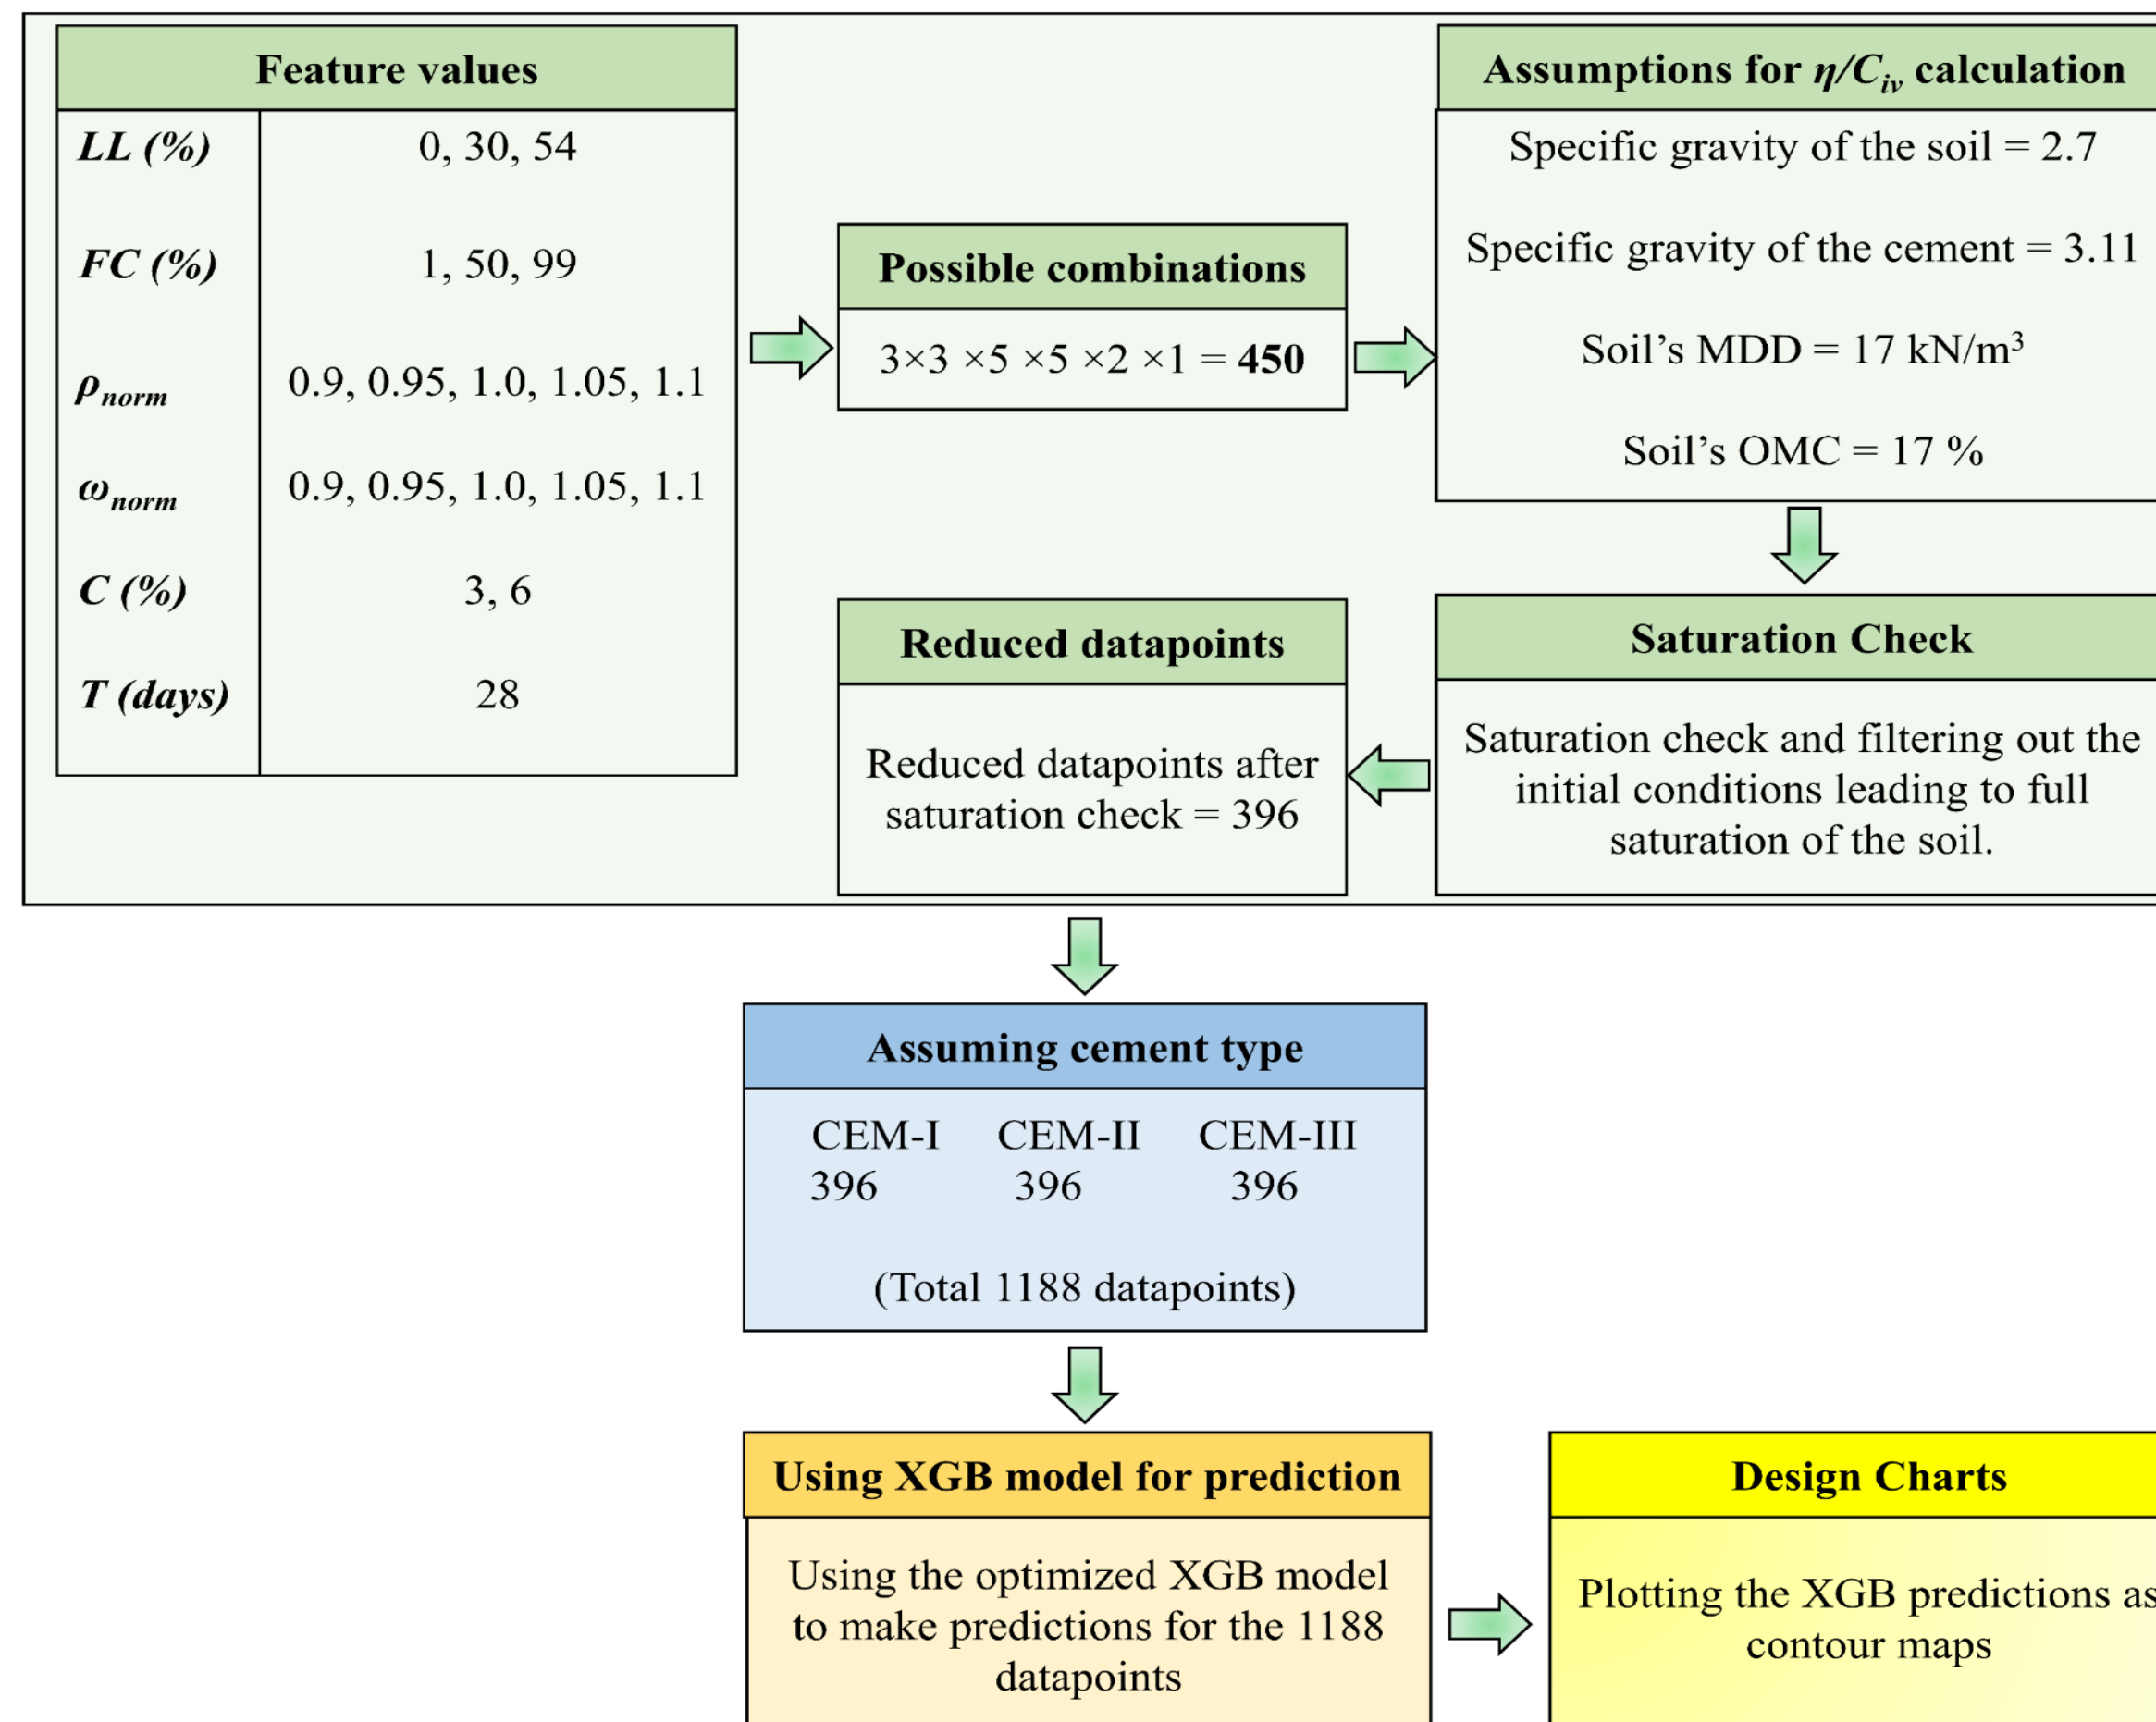 Feature values
LL (%) 0, 30, 54
FC (%) 1, 50, 99
ρnorm 0.9, 0.95, 1.0, 1.05, 1.1
ωnorm 0.9, 0.95, 1.0, 1.05, 1.1
C (%) 3, 6
T (days) 28
Possible combinations
3×3 ×5 ×5 ×2 ×1 = 450
Assumptions for η/Civ calculation
Specific gravity of the soil = 2.7
Specific gravity of the cement = 3.11
Soil’s MDD = 17 kN/m³
Soil’s OMC = 17 %
Saturation Check
Saturation check and filtering out the
initial conditions leading to full
saturation of the soil.
Reduced datapoints
Reduced datapoints after
saturation check = 396
Assuming cement type
CEM-I CEM-II CEM-III
396 396 396
(Total 1188 datapoints)
Using XGB model for prediction
Using the optimized XGB model
to make predictions for the 1188
datapoints
Design Charts
Plotting the XGB predictions as
contour maps